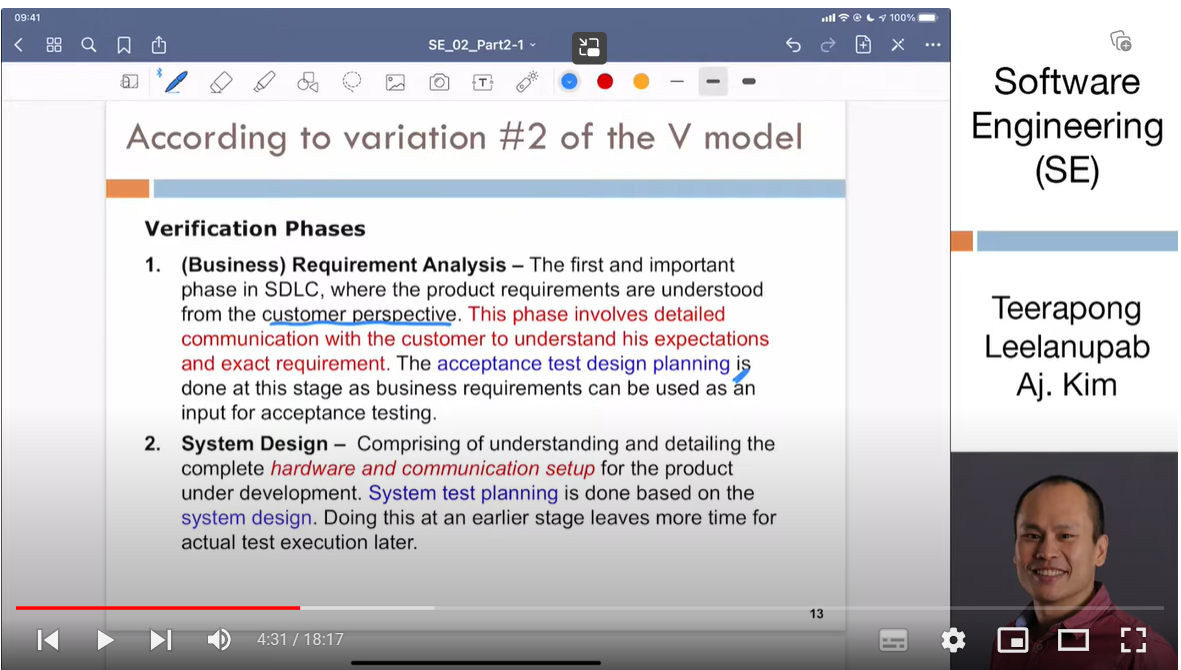 09:41
100%
SE_02_Part2-1
According to variation #2 of the V model
Verification Phases
1. (Business) Requirement Analysis – The first and important
phase in SDLC, where the product requirements are understood
from the customer perspective. This phase involves detailed
communication with the customer to understand his expectations
and exact requirement. The acceptance test design planning is
done at this stage as business requirements can be used as an
input for acceptance testing.
2. System Design – Comprising of understanding and detailing the
complete hardware and communication setup for the product
under development. System test planning is done based on the
system design. Doing this at an earlier stage leaves more time for
actual test execution later.
13
4:31 / 18:17
Software
Engineering
(SE)
Teerapong
Leelanupab
Aj. Kim